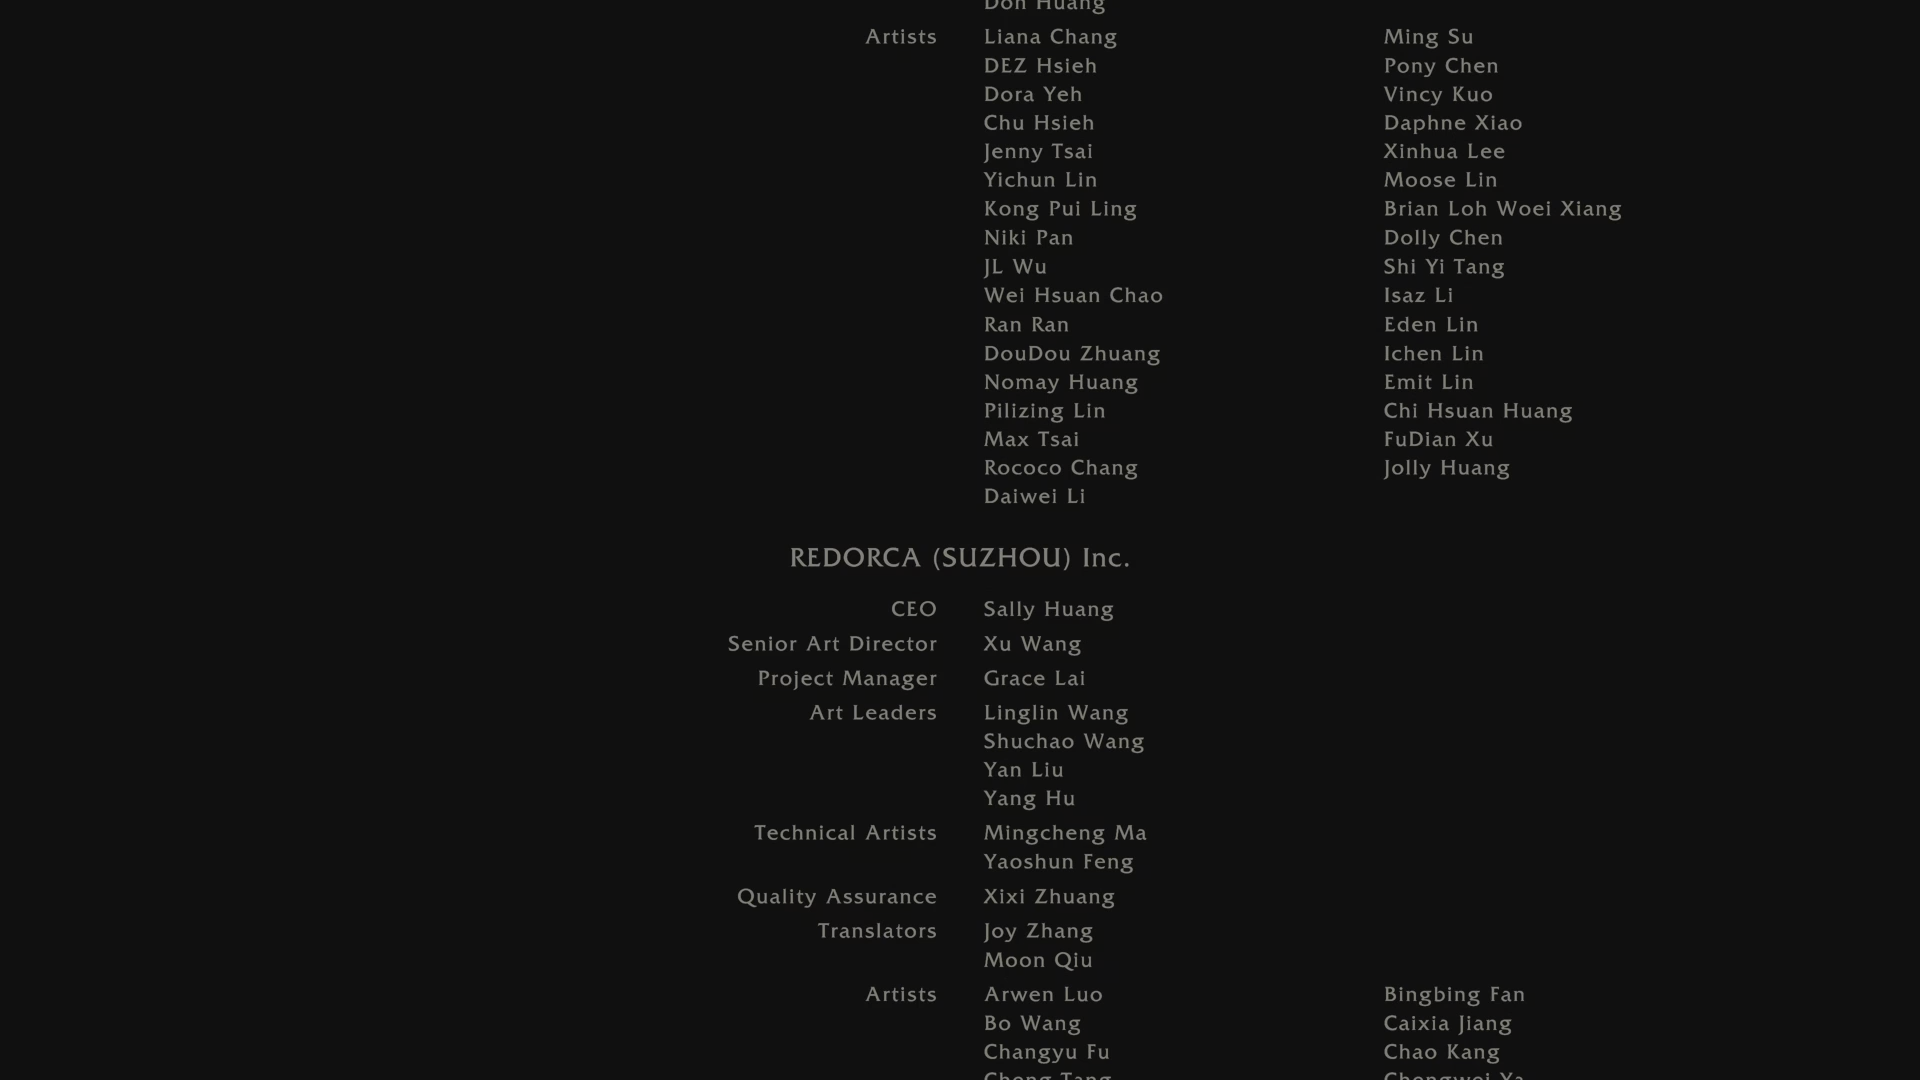 Don Huang
Artists Liana Chang Ming Su
DEZ Hsieh Pony Chen
Dora Yeh Vincy Kuo
Chu Hsieh Daphne Xiao
Jenny Tsai Xinhua Lee
Yichun Lin Moose Lin
Kong Pui Ling Brian Loh Woei Xiang
Niki Pan Dolly Chen
JL Wu Shi Yi Tang
Wei Hsuan Chao Isaz Li
Ran Ran Eden Lin
DouDou Zhuang Ichen Lin
Nomay Huang Emit Lin
Pilizing Lin Chi Hsuan Huang
Max Tsai FuDian Xu
Rococo Chang Jolly Huang
Daiwei Li
REDORCA (SUZHOU) Inc.
CEO Sally Huang
Senior Art Director Xu Wang
Project Manager Grace Lai
Art Leaders Linglin Wang
Shuchao Wang
Yan Liu
Yang Hu
Technical Artists Mingcheng Ma
Yaoshun Feng
Quality Assurance Xixi Zhuang
Translators Joy Zhang
Moon Qiu
Artists Arwen Luo Bingbing Fan
Bo Wang Caixia Jiang
Changyu Fu Chao Kang